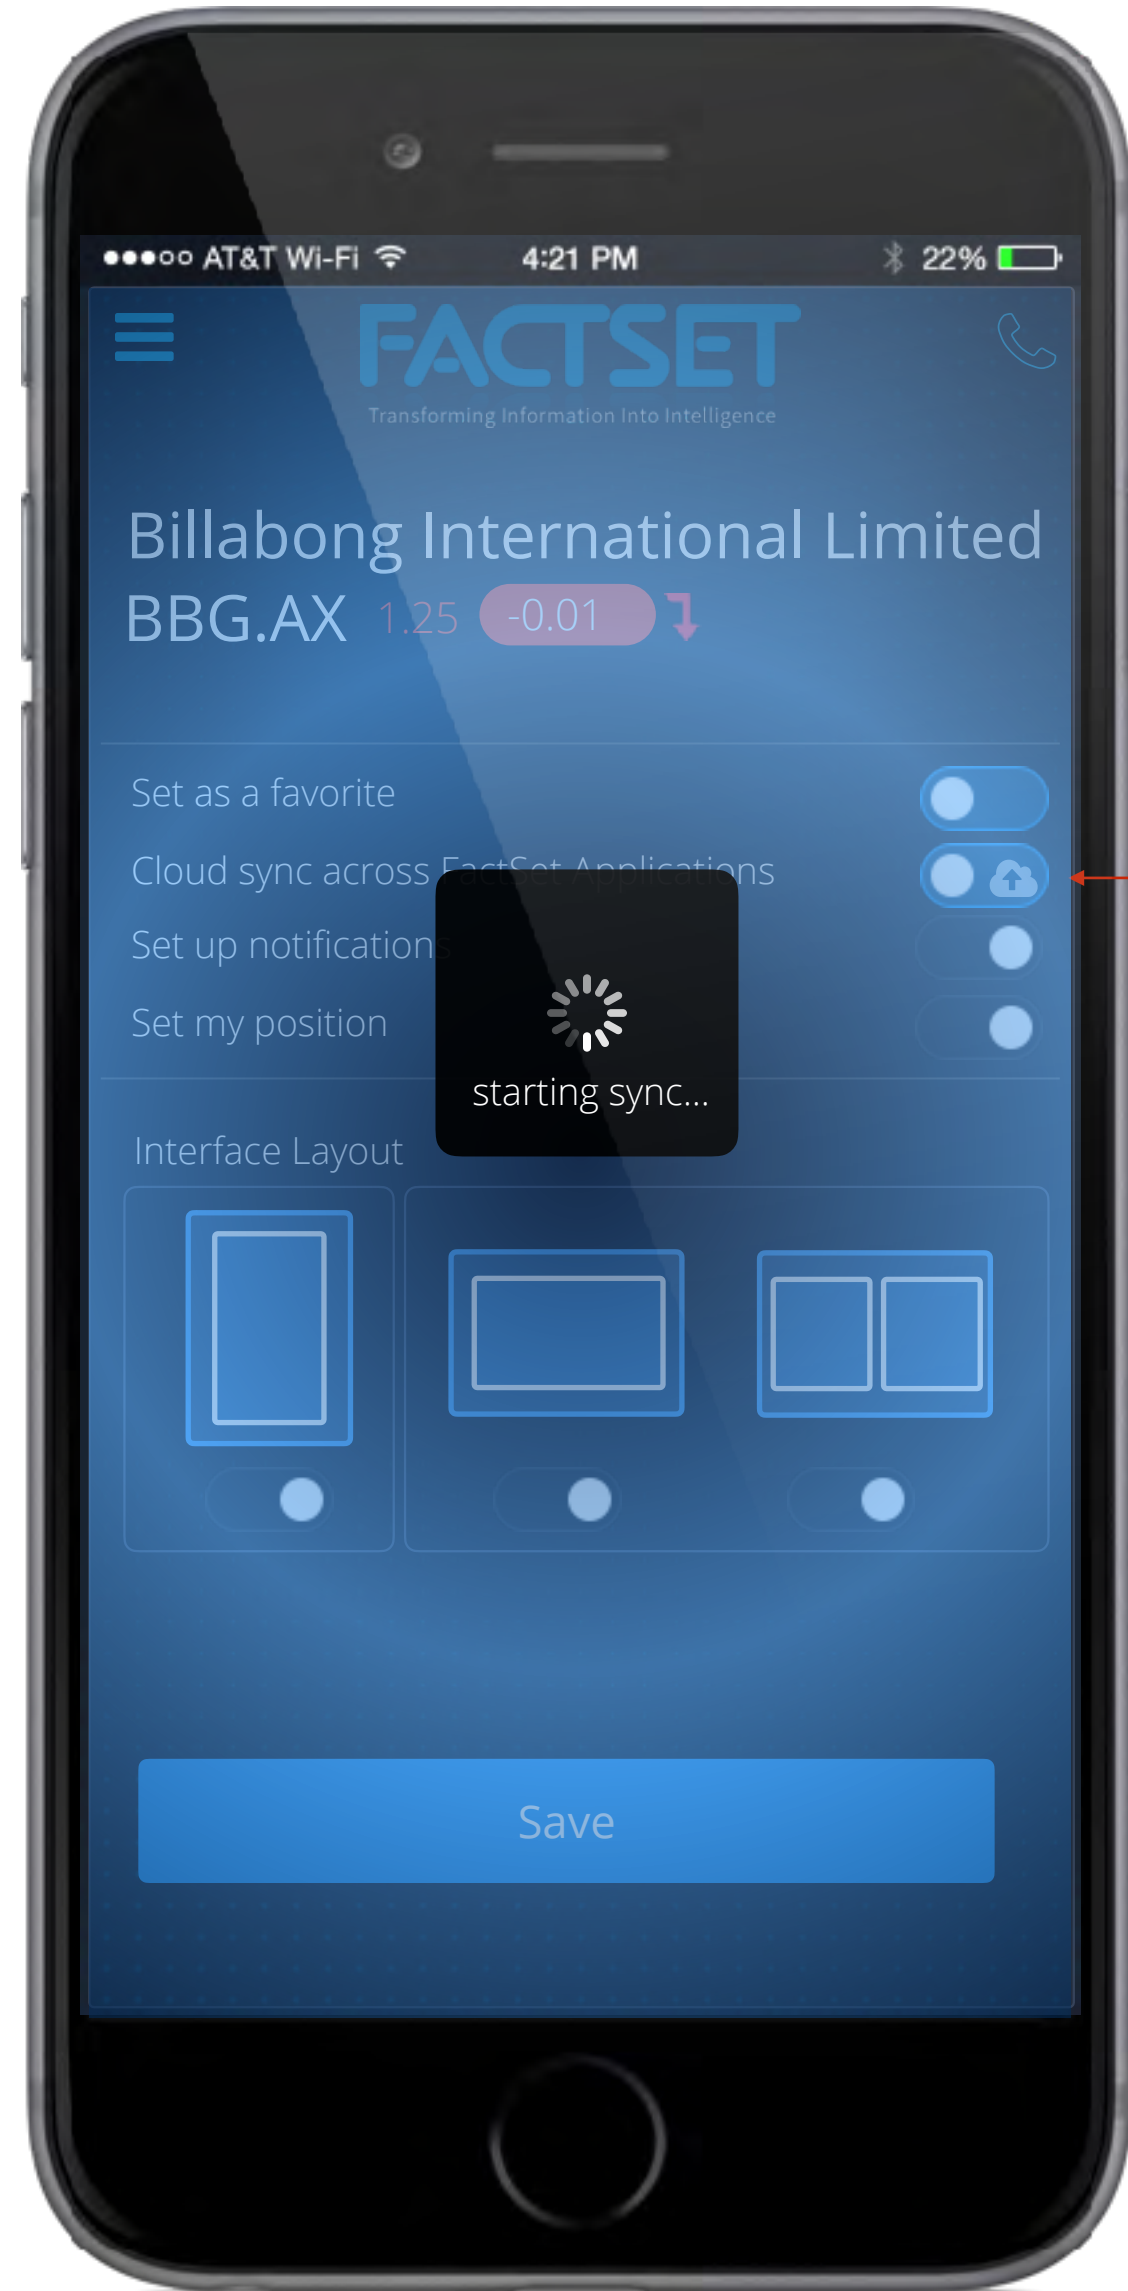 AT&T Wi-Fi 4:21 PM 22%
FACTSET
Transforming Information Into Intelligence
Billabong International Limited
BBG.AX 1.25 -0.01
Set as a favorite
Cloud sync across FactSet Applications
Set up notifications
Set my position
starting sync...
Interface Layout
Save